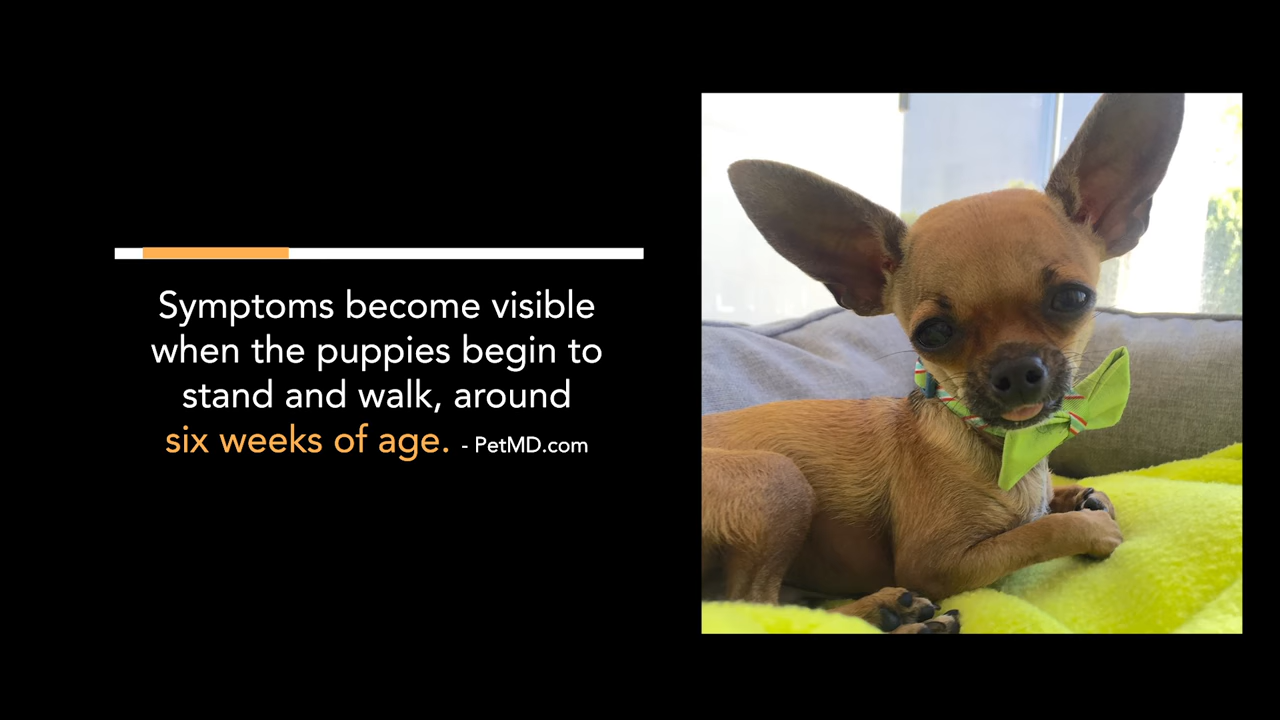 Symptoms become visible
when the puppies begin to
stand and walk, around
six weeks of age. - PetMD.com